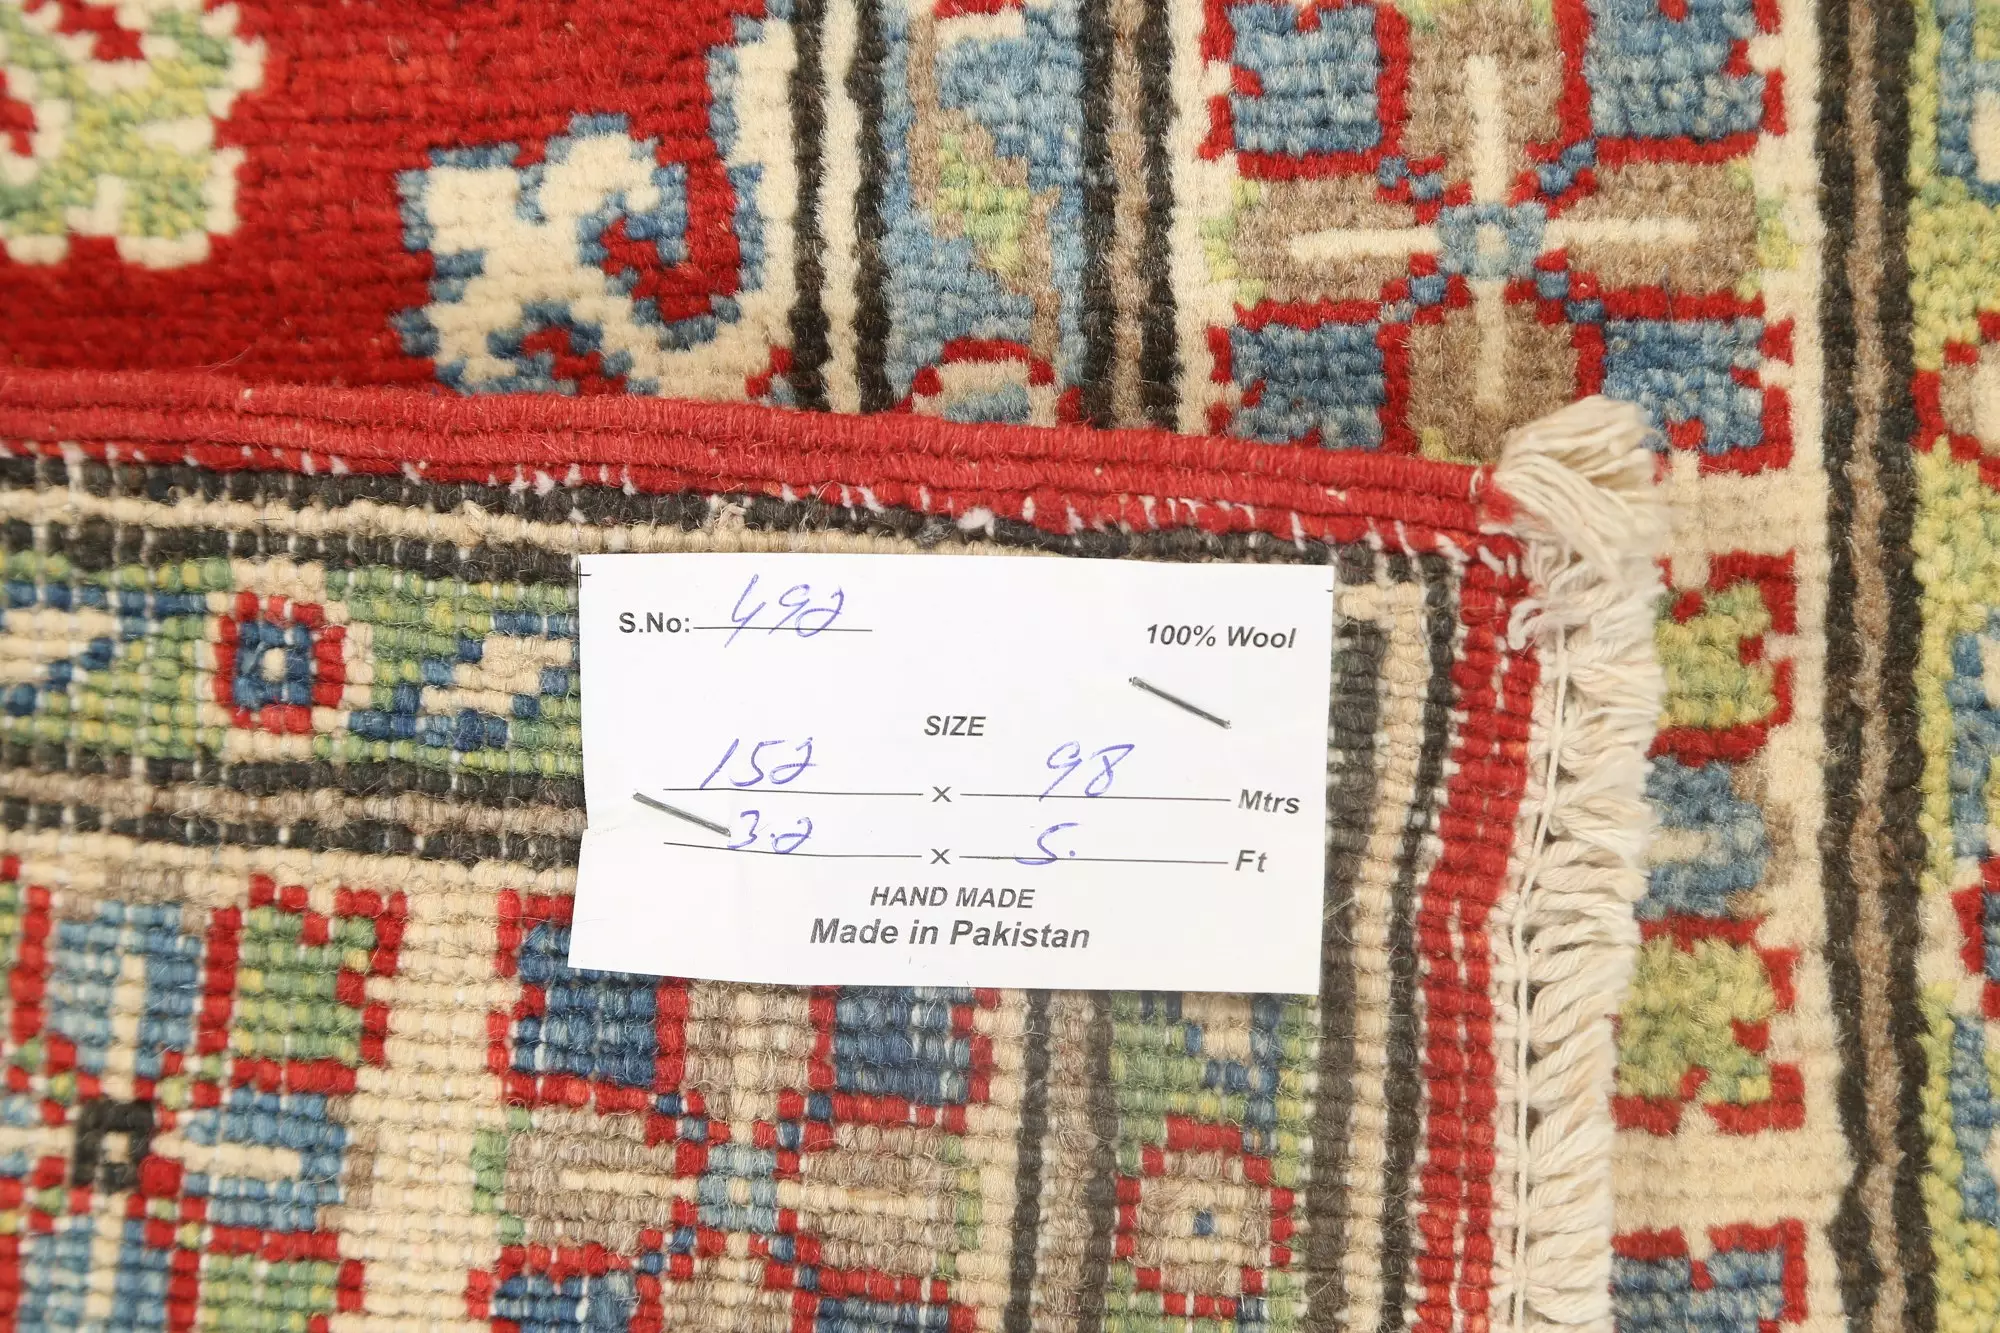 S.No: 492
100% Wool
SIZE
152 x 98 Mtrs
3.2 x 5. Ft
HAND MADE
Made in Pakistan